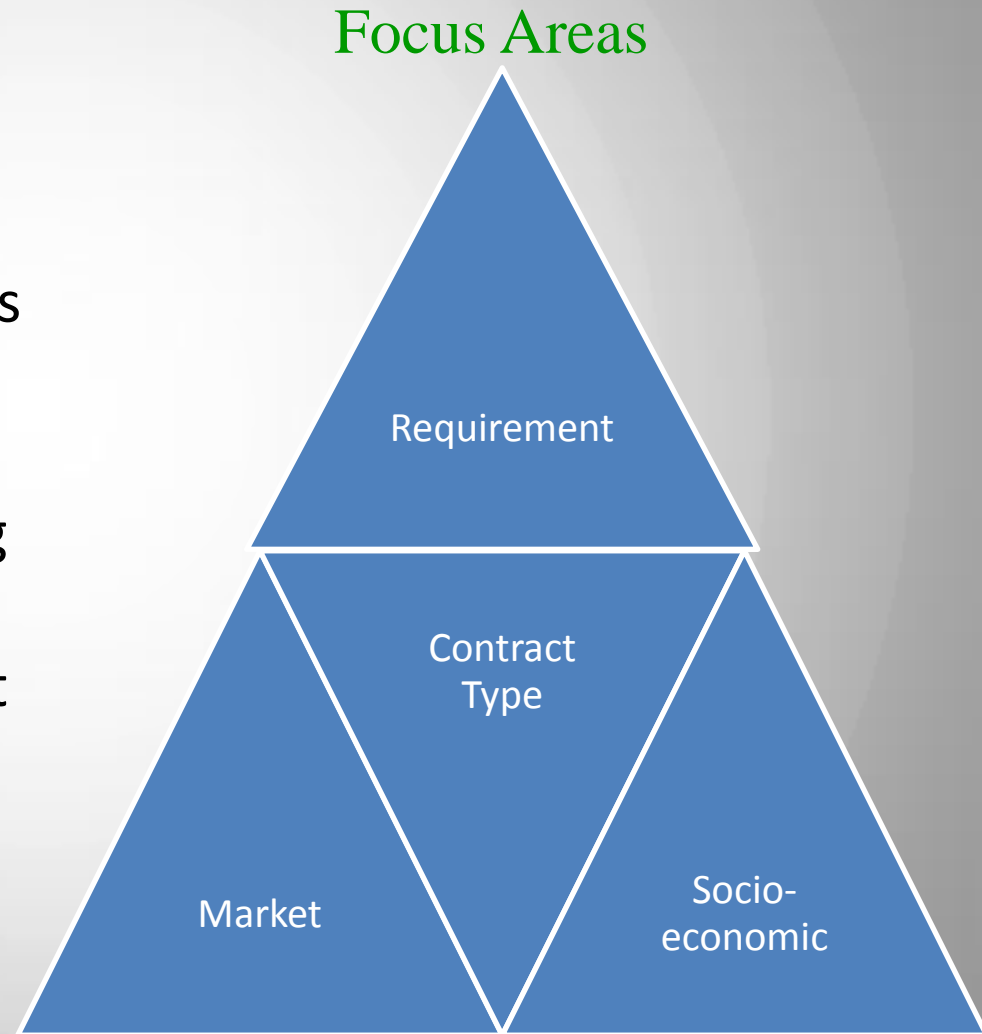 Focus Areas
Requirement
Contract
Type
Market
Socio-
economic